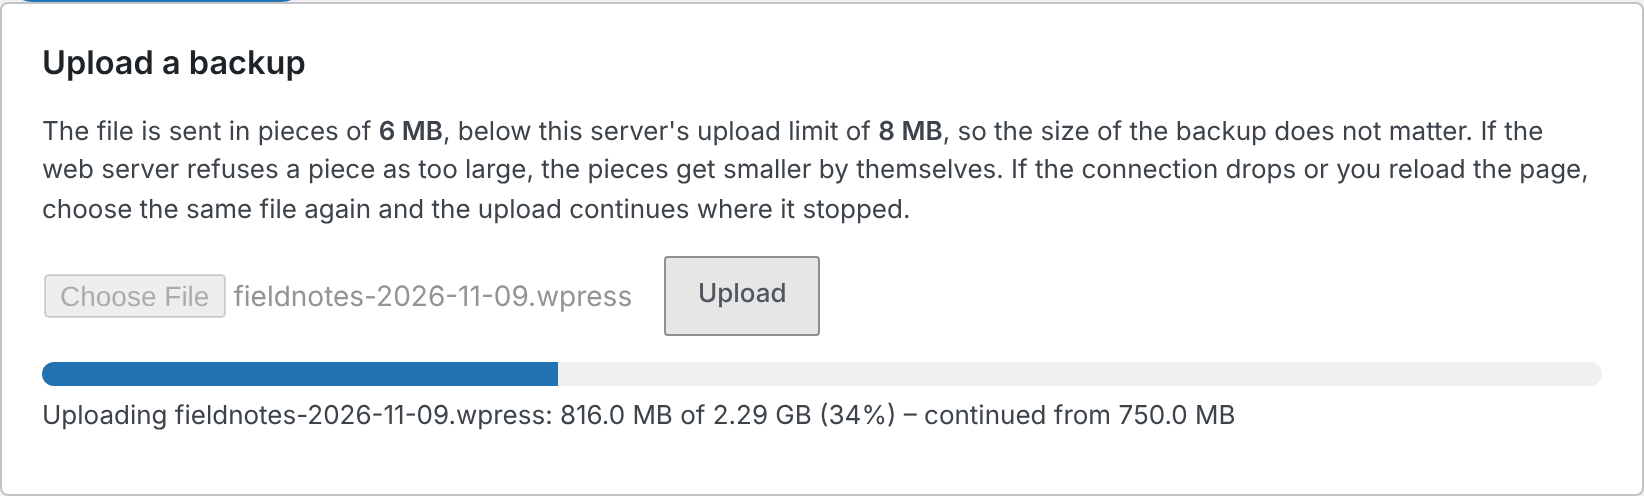 Upload a backup
The file is sent in pieces of 6 MB, below this server's upload limit of 8 MB, so the size of the backup does not matter. If the
web server refuses a piece as too large, the pieces get smaller by themselves. If the connection drops or you reload the page,
choose the same file again and the upload continues where it stopped.
Choose File fieldnotes-2026-11-09.wpress Upload
Uploading fieldnotes-2026-11-09.wpress: 816.0 MB of 2.29 GB (34%) – continued from 750.0 MB